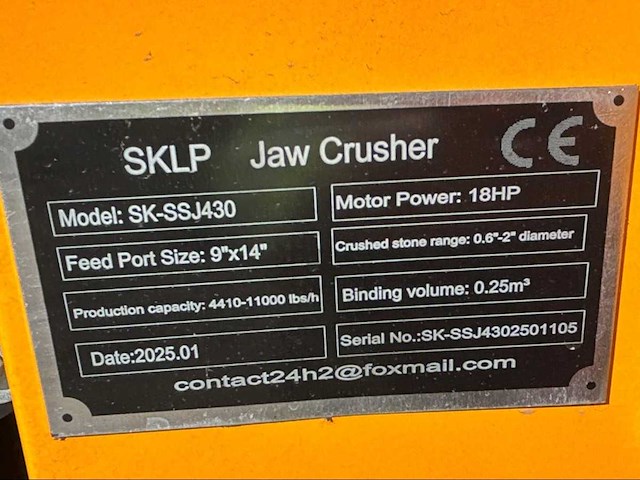 SKLP Jaw Crusher CE
Model: SK-SSJ430
Motor Power: 18HP
Feed Port Size: 9"x14"
Crushed stone range: 0.6"-2" diameter
Production capacity: 4410-11000 lbs/h
Binding volume: 0.25m³
Date:2025.01
Serial No.:SK-SSJ4302501105
contact24h2@foxmail.com